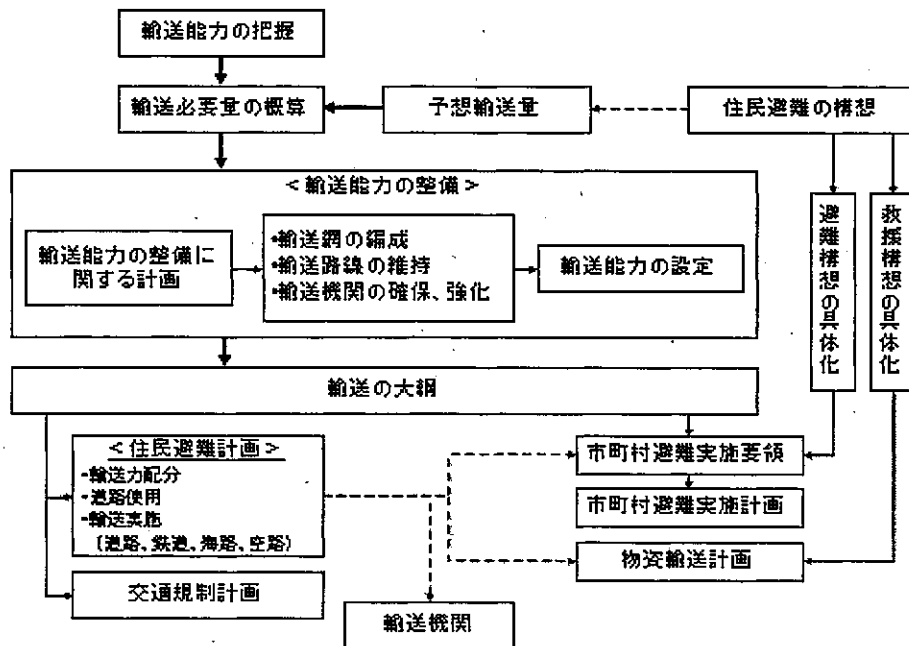 輸送能力の把握
輸送必要量の概算
予想輸送量
住民避難の構想
<輸送能力の整備>
輸送能力の整備に
関する計画
・輸送網の編成
・輸送路線の維持
・輸送機関の確保、強化
輸送能力の設定
避難構想の具体化
救援構想の具体化
輸送の大綱
<住民避難計画>
・輸送力配分
・道路使用
・輸送実施
(道路、鉄道、海路、空路)
市町村避難実施要領
市町村避難実施計画
物資輸送計画
交通規制計画
輸送機関